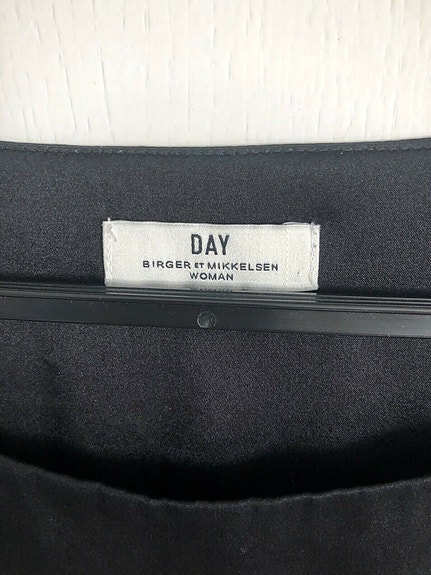 DAY
BIRGER ET MIKKELSEN
WOMAN